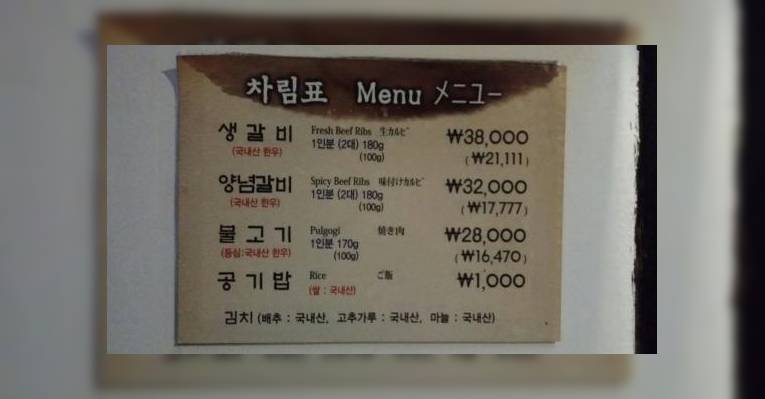 차림표 Menu メニュー
생갈비 Fresh Beef Ribs 生カルビ ₩38,000
(국내산 한우) 1인분 (2대) 180g
(100g) (₩21,111)
양념갈비 Spicy Beef Ribs 味付けカルビ ₩32,000
(국내산 한우) 1인분 (2대) 180g
(100g) (₩17,777)
불고기 Pulgogi 焼き肉 ₩28,000
(등심:국내산 한우) 1인분 170g
(100g) (₩16,470)
공기밥 Rice ご飯 ₩1,000
(쌀 : 국내산)
김치 (배추 : 국내산, 고추가루 : 국내산, 마늘 : 국내산)